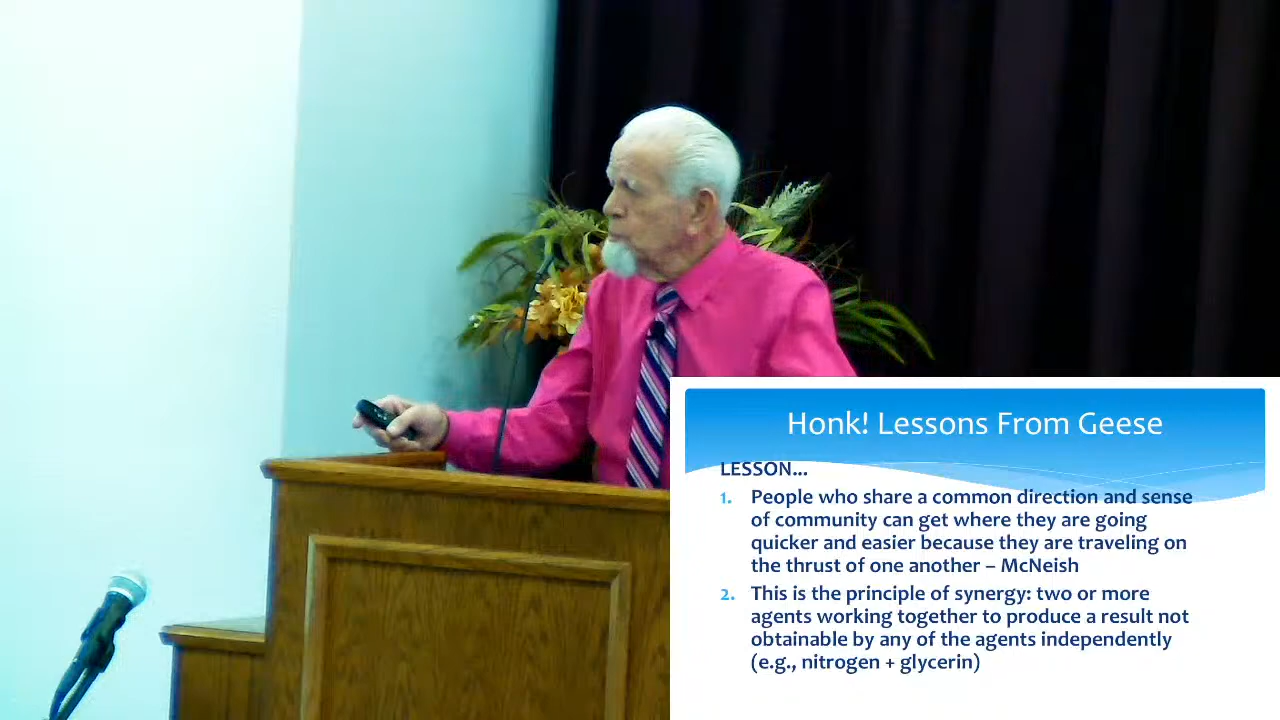 Honk! Lessons From Geese
LESSON...
1. People who share a common direction and sense
of community can get where they are going
quicker and easier because they are traveling on
the thrust of one another – McNeish
2. This is the principle of synergy: two or more
agents working together to produce a result not
obtainable by any of the agents independently
(e.g., nitrogen + glycerin)